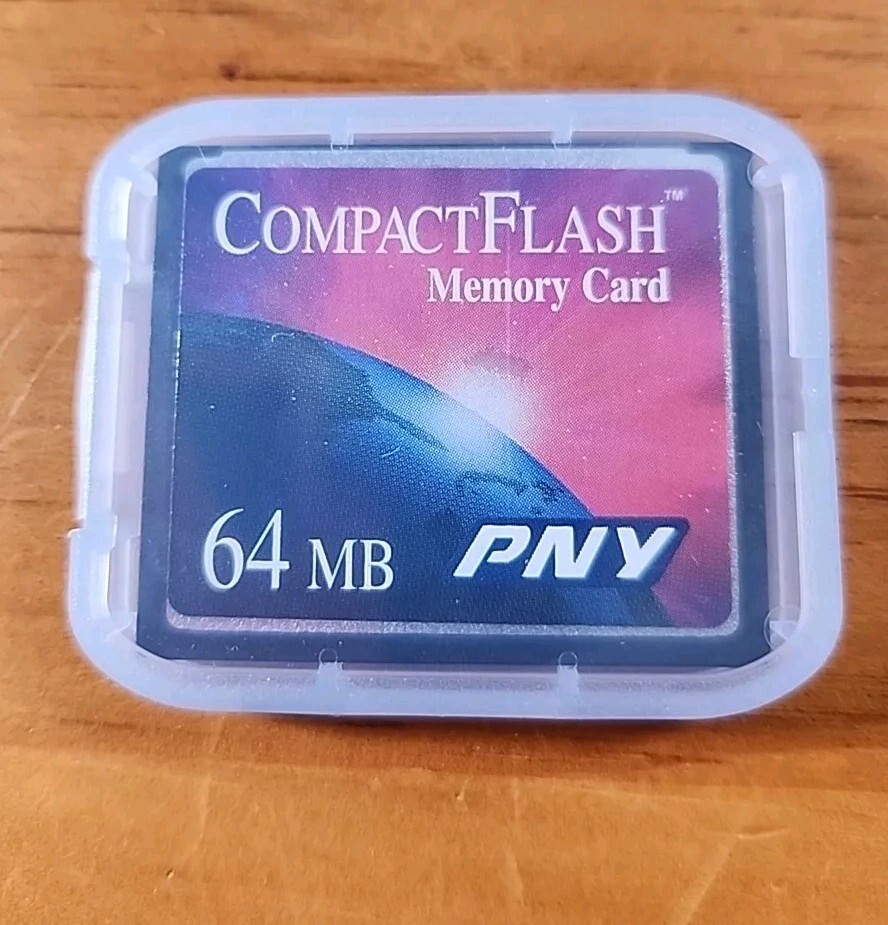 COMPACTFLASH™
Memory Card
64 MB
PNY